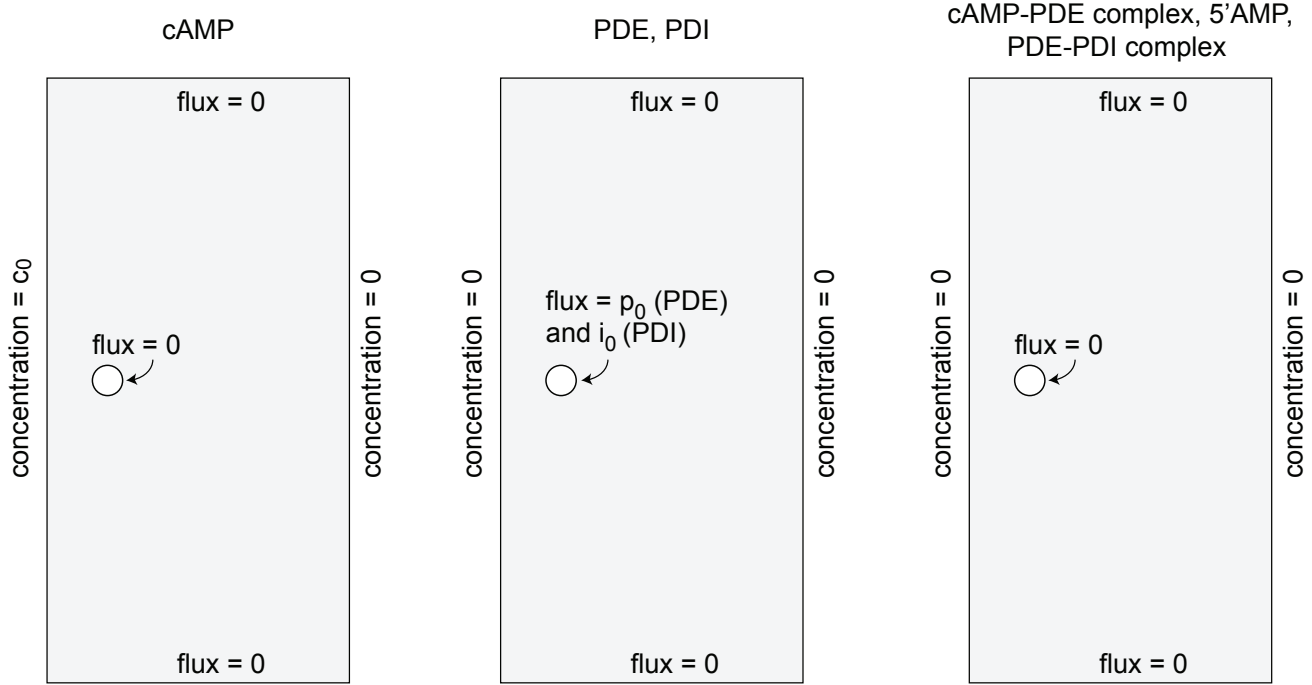 cAMP
flux = 0
concentration = c₀
flux = 0
concentration = 0
flux = 0
PDE, PDI
flux = 0
concentration = 0
flux = p₀ (PDE)
and i₀ (PDI)
concentration = 0
flux = 0
cAMP-PDE complex, 5’AMP,
PDE-PDI complex
flux = 0
concentration = 0
flux = 0
concentration = 0
flux = 0